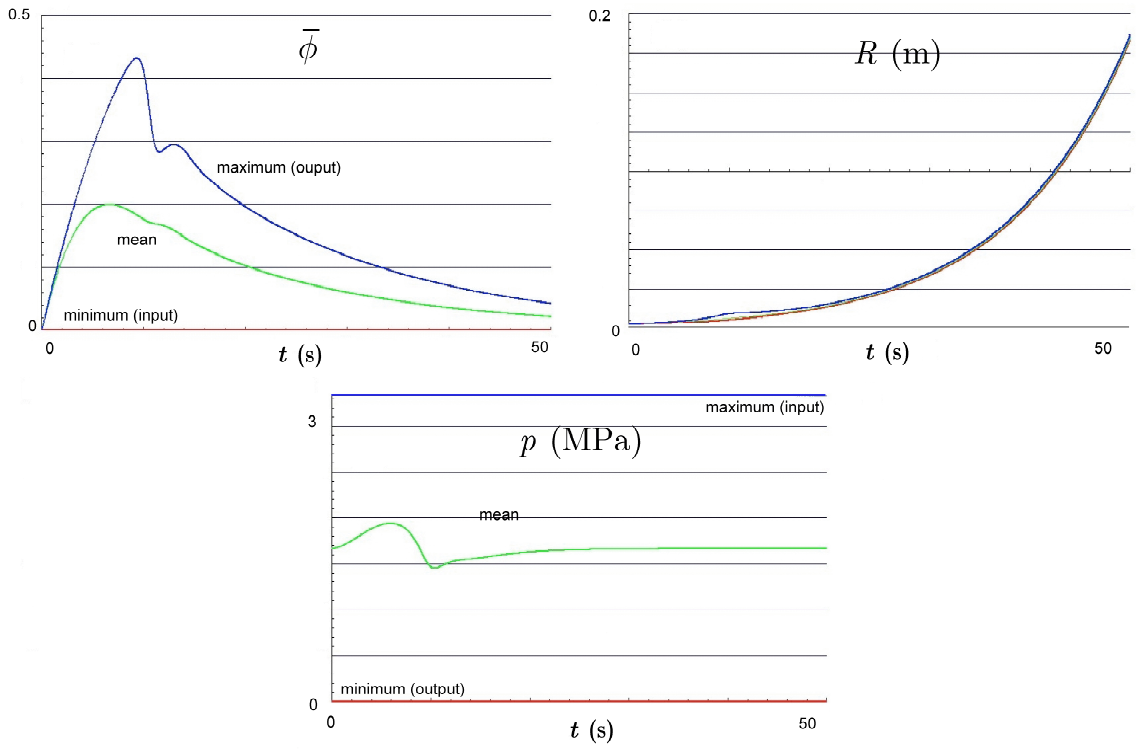 0.5
ϕ̅
maximum (ouput)
mean
minimum (input)
0
0
50
t (s)
0.2
R (m)
0
0
50
t (s)
3
maximum (input)
p (MPa)
mean
minimum (output)
0
0
50
t (s)